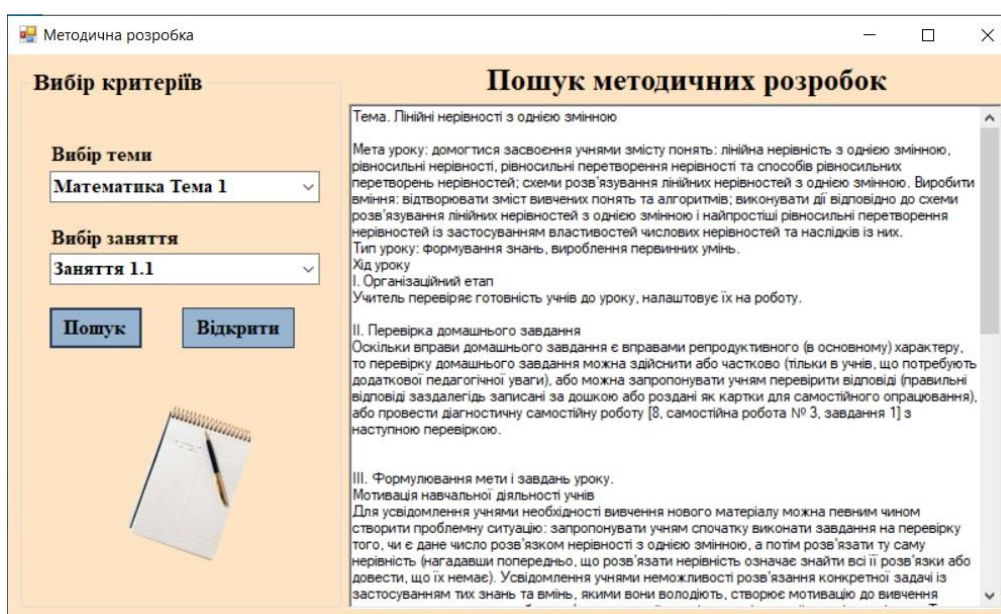 Методична розробка
Вибір критеріїв
Пошук методичних розробок
Вибір теми
Математика Тема 1
Вибір заняття
Заняття 1.1
Пошук
Відкрити
Тема. Лінійні нерівності з однією змінною
Мета уроку: домогтися засвоєння учнями змісту понять: лінійна нерівність з однією змінною,
рівносильні нерівності, рівносильні перетворення нерівності та способів рівносильних
перетворень нерівностей; схеми розв'язування лінійних нерівностей з однією змінною. Виробити
вміння: відтворювати зміст вивчених понять та алгоритмів; виконувати дії відповідно до схеми
розв'язування лінійних нерівностей з однією змінною і найпростіші рівносильні перетворення
нерівностей із застосуванням властивостей числових нерівностей та наслідків із них.
Тип уроку: формування знань, вироблення первинних умінь.
Хід уроку
І. Організаційний етап
Учитель перевіряє готовність учнів до уроку, налаштовує їх на роботу.
ІІ. Перевірка домашнього завдання
Оскільки вправи домашнього завдання є вправами репродуктивного (в основному) характеру,
то перевірку домашнього завдання можна здійснити або частково (тільки в учнів, що потребують
додаткової педагогічної уваги), або можна запропонувати учням перевірити відповіді (правильні
відповіді заздалегідь записані за дошкою або роздані як картки для самостійного опрацювання),
або провести діагностичну самостійну роботу [8, самостійна робота № 3, завдання 1] з
наступною перевіркою.
ІІІ. Формулювання мети і завдань уроку.
Мотивація навчальної діяльності учнів
Для усвідомлення учнями необхідності вивчення нового матеріалу можна певним чином
створити проблемну ситуацію: запропонувати учням спочатку виконати завдання на перевірку
того, чи є дане число розв'язком нерівності з однією змінною, а потім розв'язати ту саму
нерівність (нагадавши попередньо, що розв'язати нерівність означає знайти всі її розв'язки або
довести, що їх немає). Усвідомлення учнями неможливості розв'язання конкретної задачі із
застосуванням тих знань та вмінь, якими вони володіють, створює мотивацію до вивчення